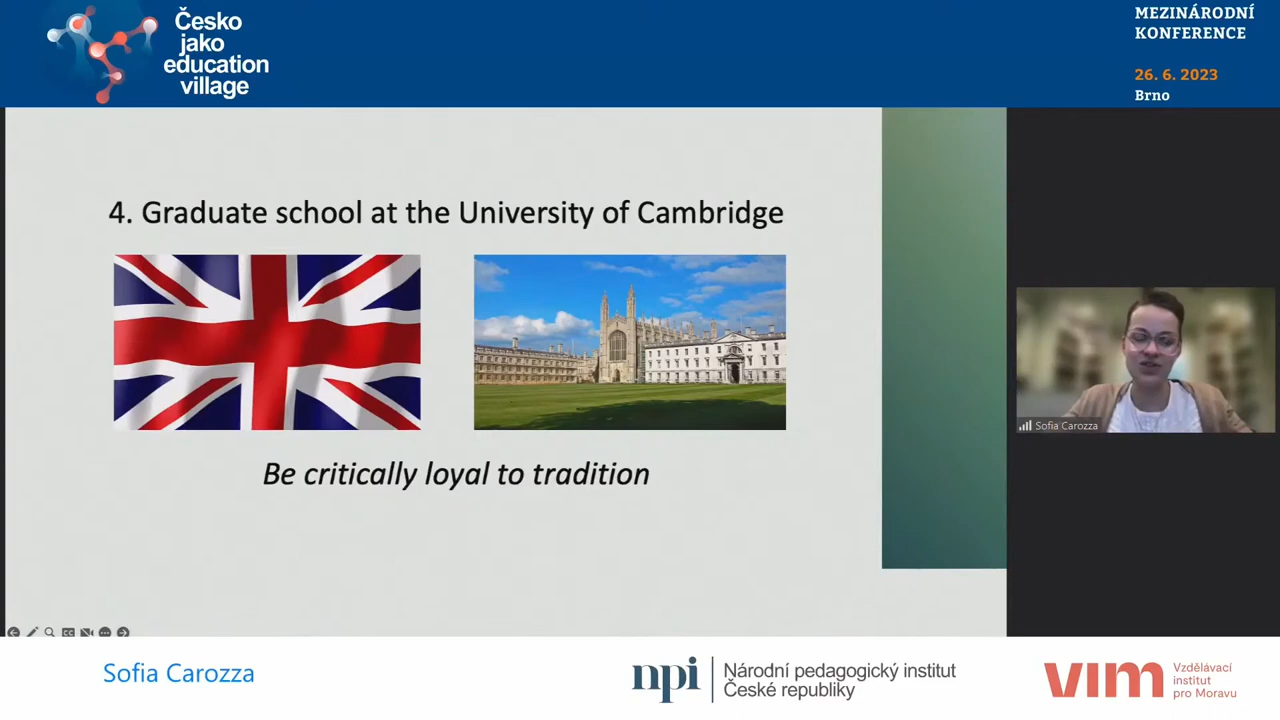 Česko
jako
education
village
MEZINÁRODNÍ
KONFERENCE
26. 6. 2023
Brno
4. Graduate school at the University of Cambridge
Be critically loyal to tradition
Sofia Carozza
CC
Sofia Carozza
npi
Národní pedagogický institut
České republiky
vim
Vzdělávací
institut
pro Moravu